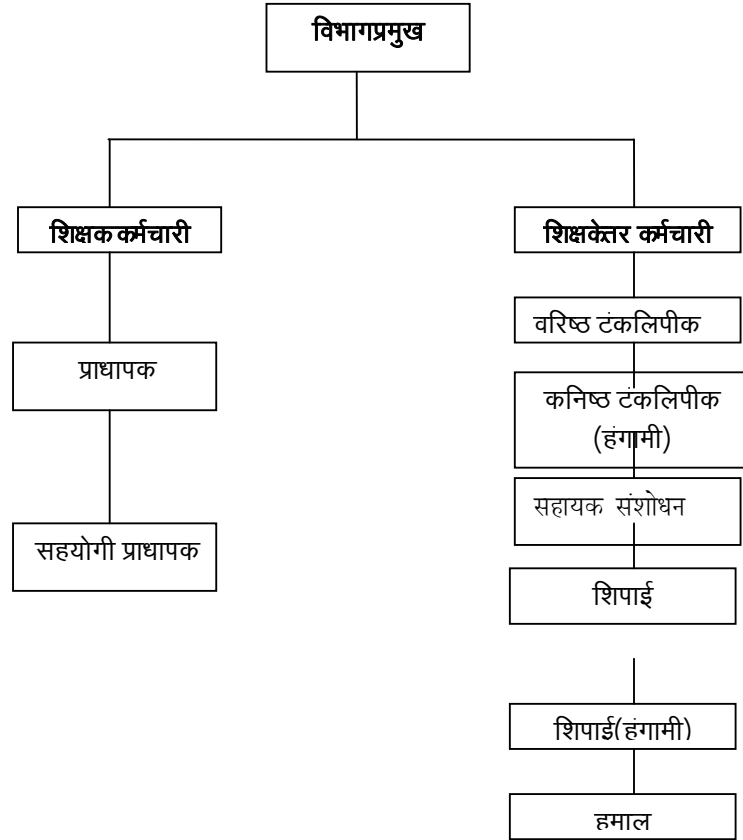 विभागप्रमुख
शिक्षक कर्मचारी
प्राधापक
सहयोगी प्राधापक
शिक्षकेतर कर्मचारी
वरिष्ठ टंकलिपीक
कनिष्ठ टंकलिपीक
(हंगामी)
सहायक संशोधन
शिपाई
शिपाई(हंगामी)
हमाल